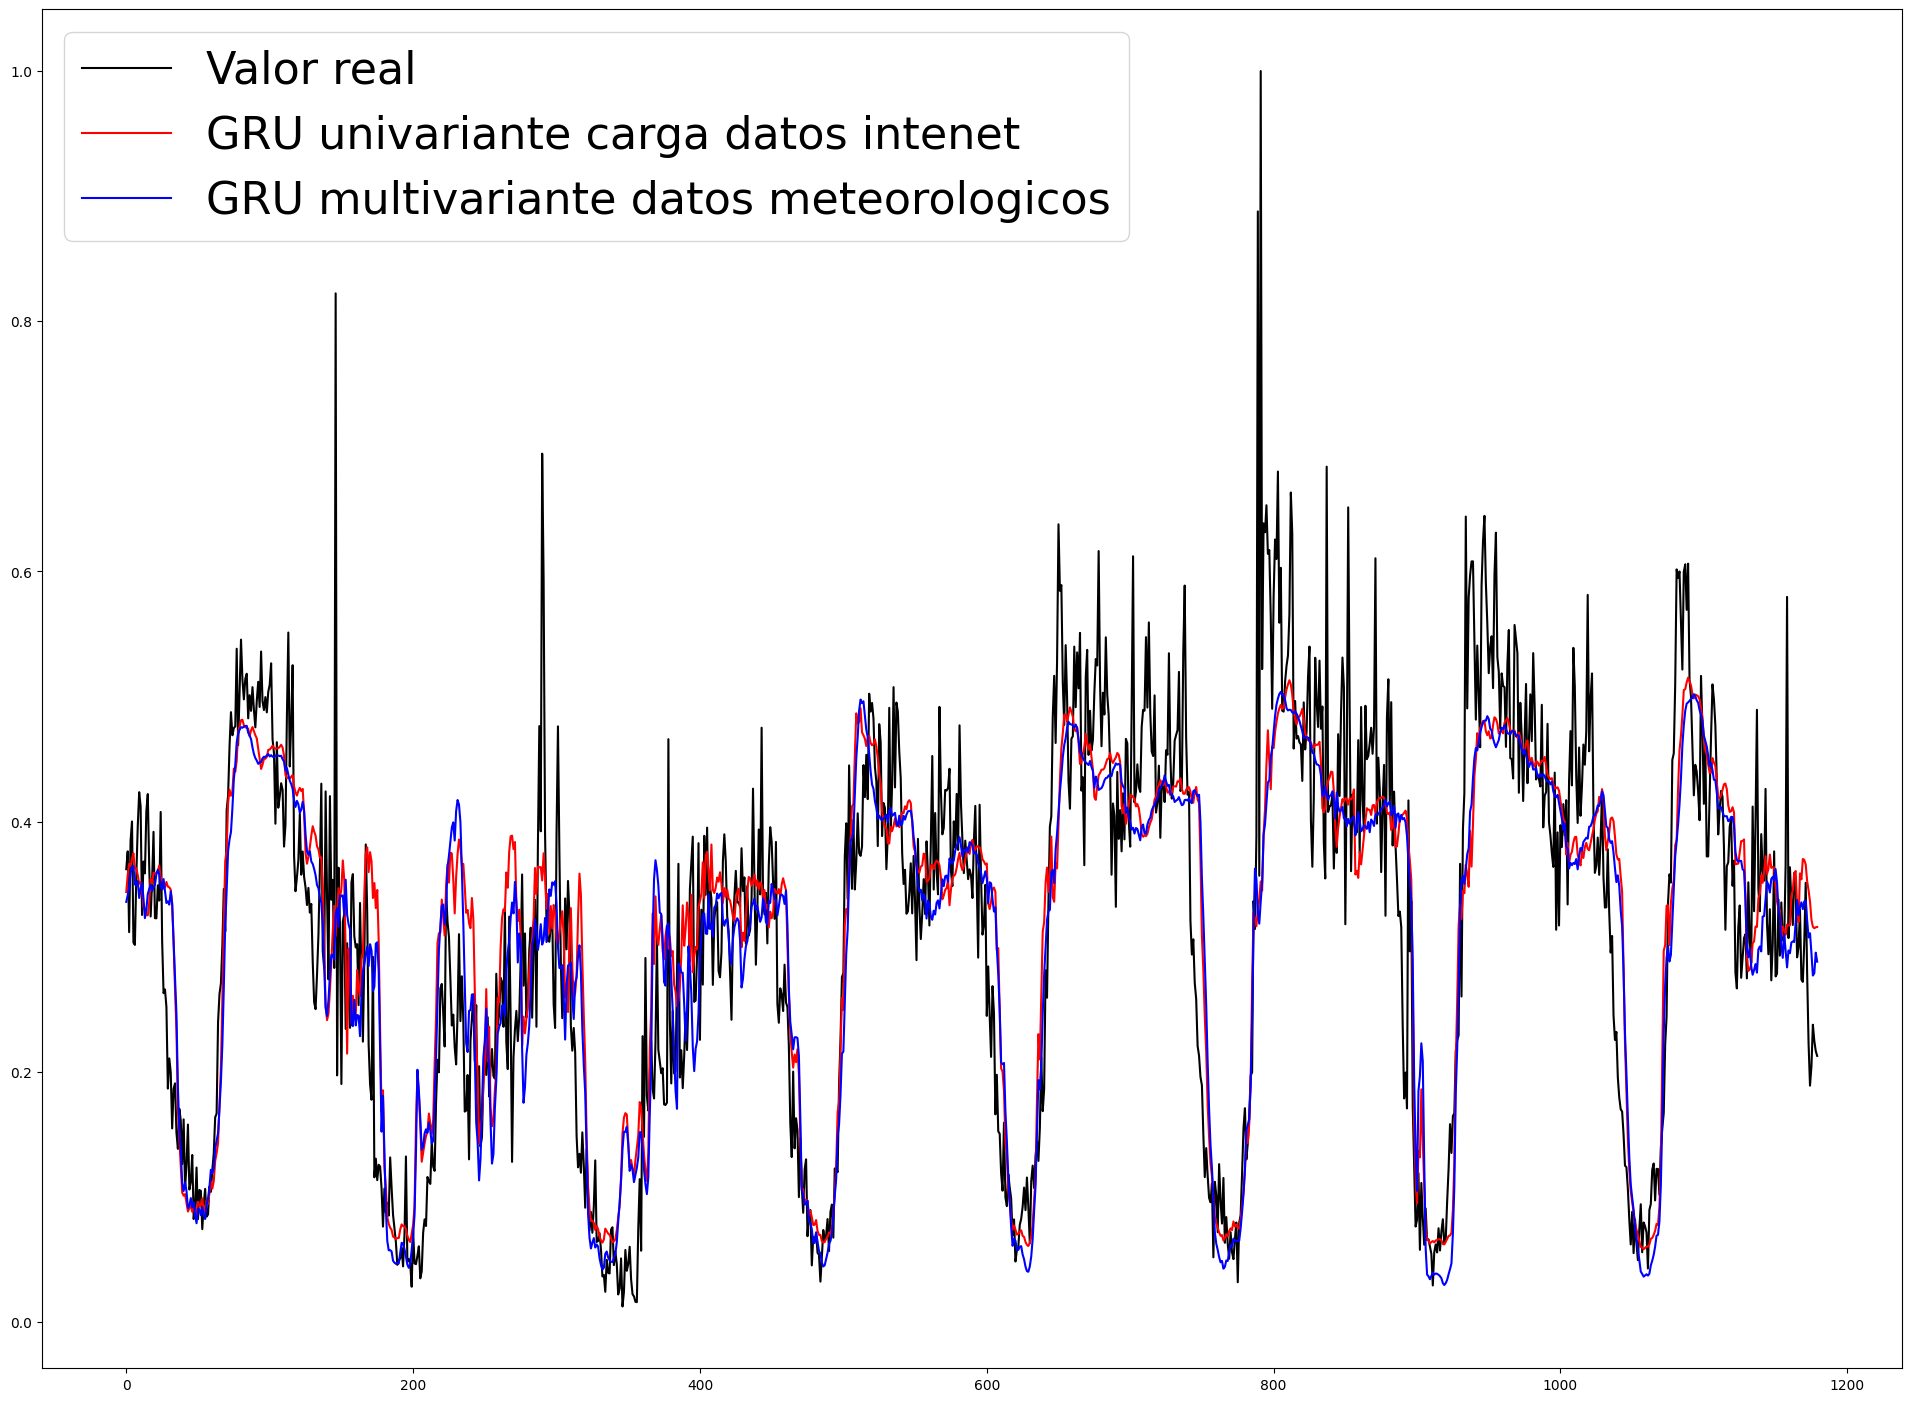 Valor real
GRU univariante carga datos intenet
GRU multivariante datos meteorologicos
1.0
0.8
0.6
0.4
0.2
0.0
0 200 400 600 800 1000 1200